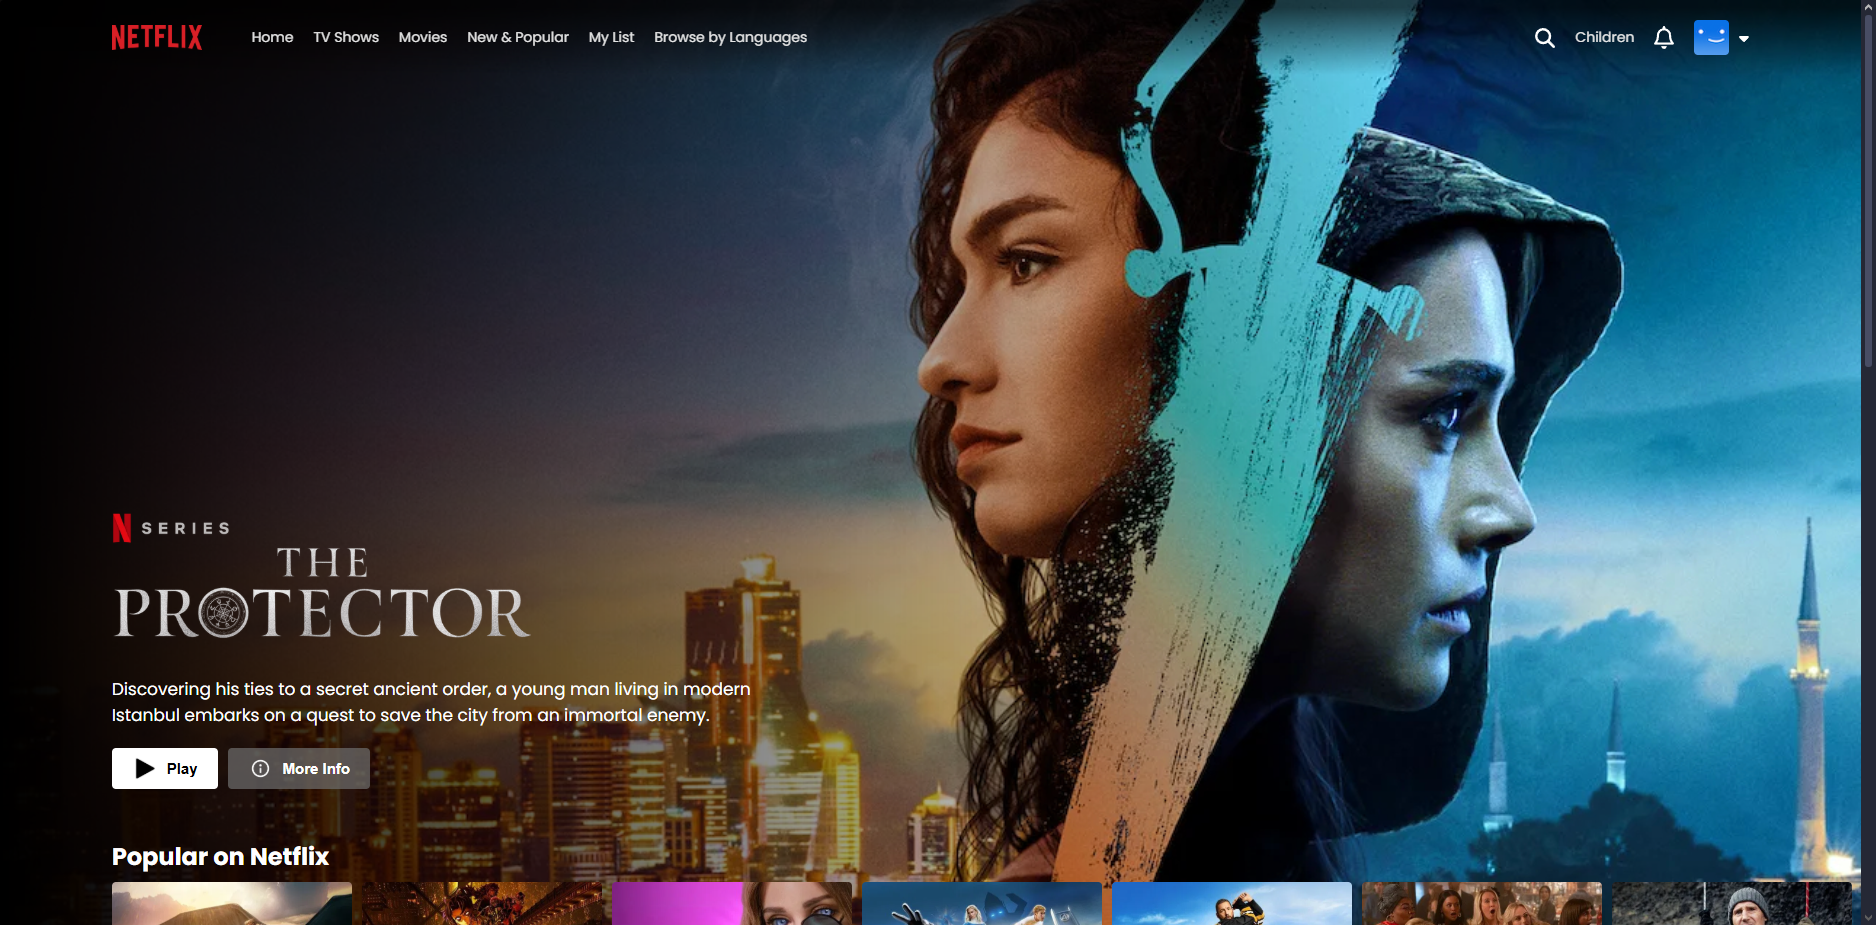 NETFLIX
Home TV Shows Movies New & Popular My List Browse by Languages
Children
N SERIES
THE
PROTECTOR
Discovering his ties to a secret ancient order, a young man living in modern
Istanbul embarks on a quest to save the city from an immortal enemy.
Play More Info
Popular on Netflix